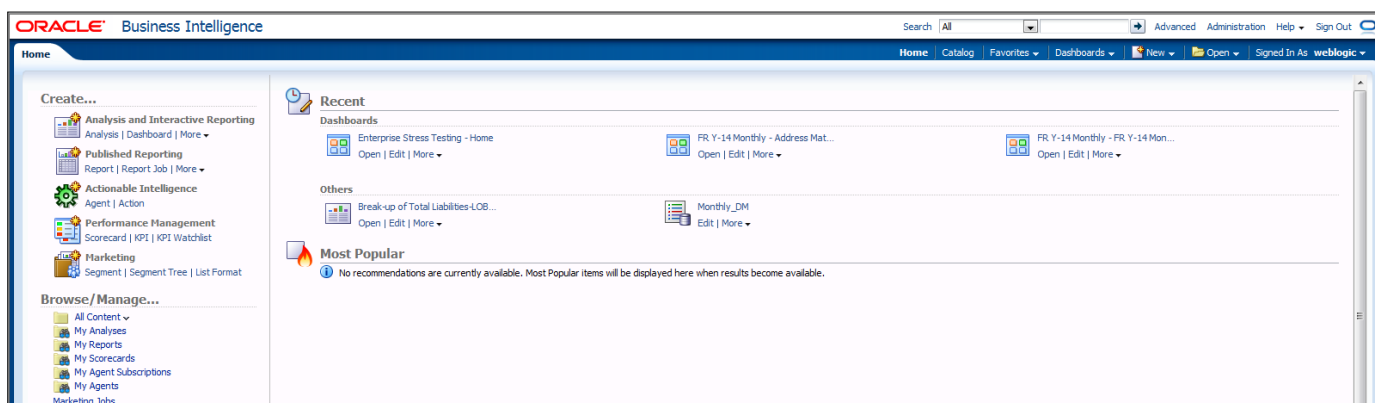 ORACLE Business Intelligence
Search All Advanced Administration Help Sign Out
Home
Home Catalog Favorites Dashboards New Open Signed In As weblogic
Create...
Analysis and Interactive Reporting
Analysis | Dashboard | More
Published Reporting
Report | Report Job | More
Actionable Intelligence
Agent | Action
Performance Management
Scorecard | KPI | KPI Watchlist
Marketing
Segment | Segment Tree | List Format
Browse/Manage...
All Content
My Analyses
My Reports
My Scorecards
My Agent Subscriptions
My Agents
Marketing Jobs
Recent
Dashboards
Enterprise Stress Testing - Home
Open | Edit | More
FR Y-14 Monthly - Address Mat...
Open | Edit | More
FR Y-14 Monthly - FR Y-14 Mon...
Open | Edit | More
Others
Break-up of Total Liabilities-LOB...
Open | Edit | More
Monthly_DM
Edit | More
Most Popular
No recommendations are currently available. Most Popular items will be displayed here when results become available.